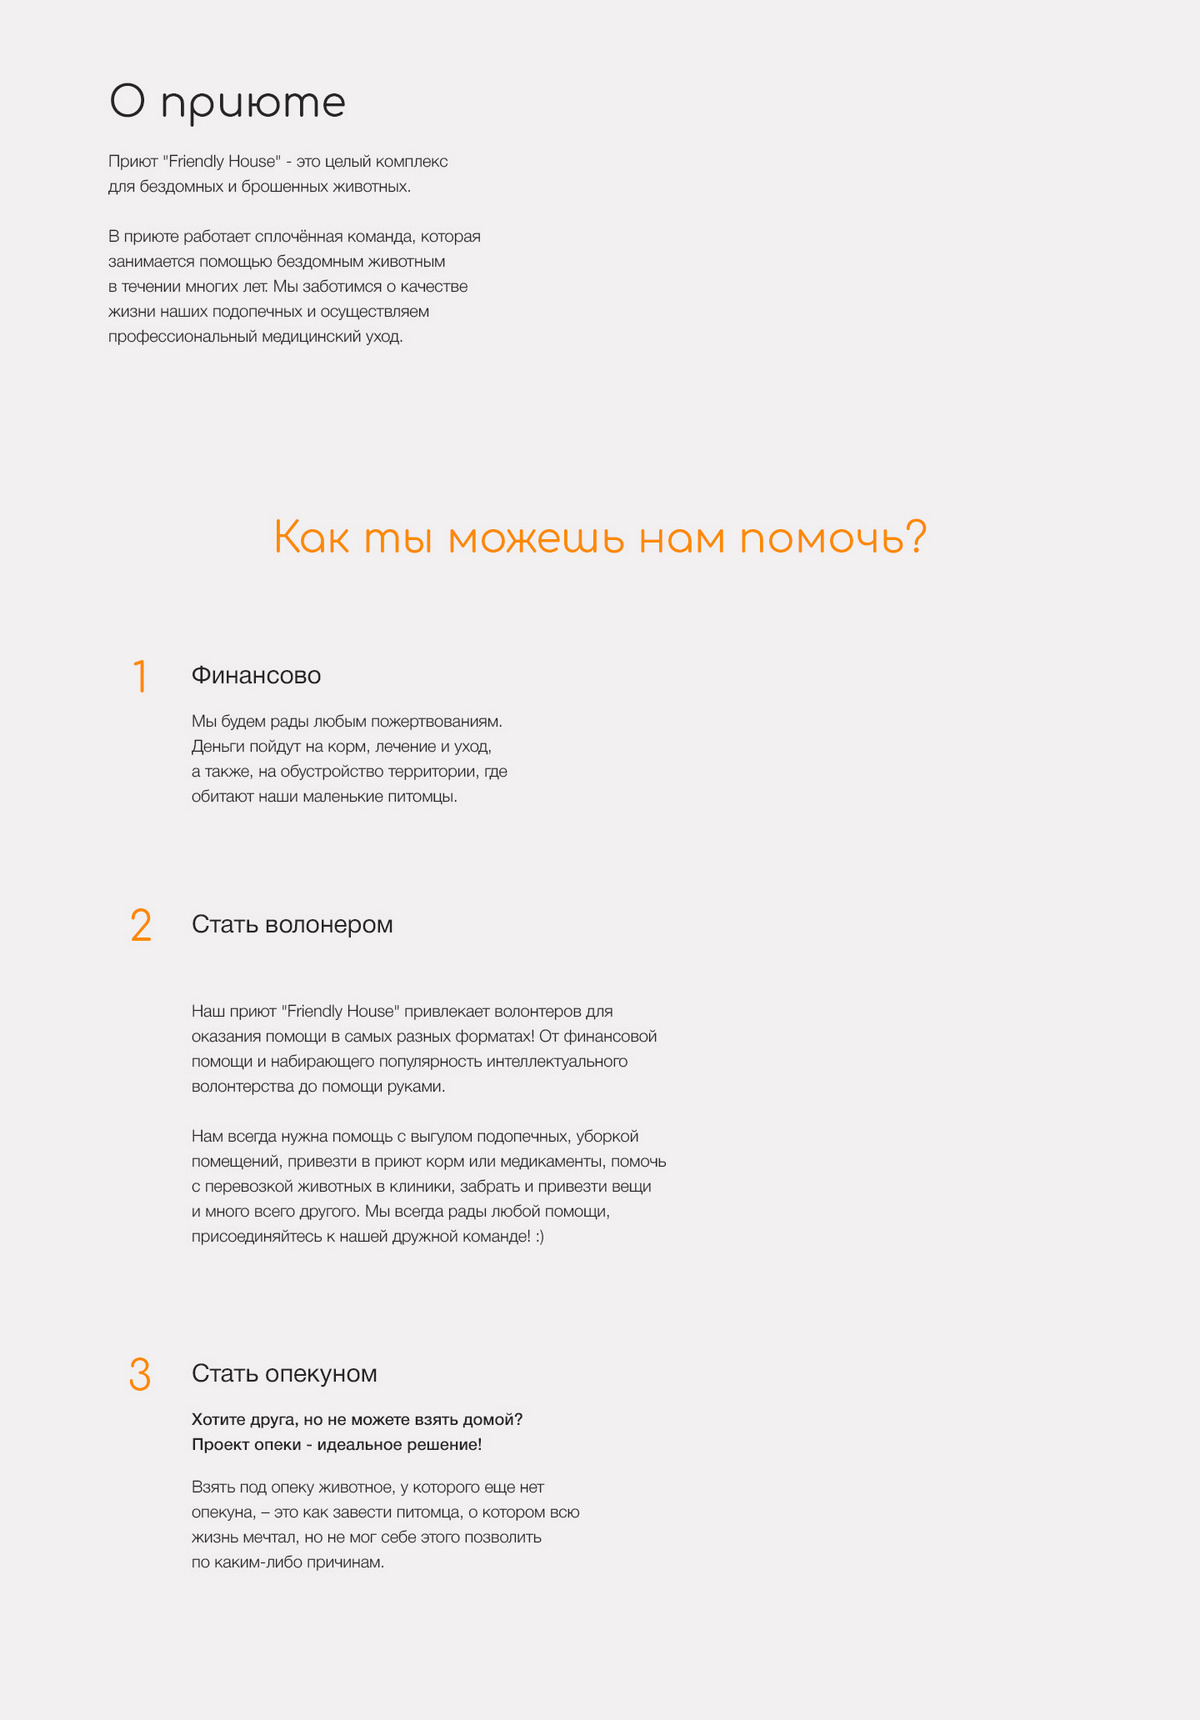 О приюте
Приют "Friendly House" - это целый комплекс
для бездомных и брошенных животных.
В приюте работает сплочённая команда, которая
занимается помощью бездомным животным
в течении многих лет. Мы заботимся о качестве
жизни наших подопечных и осуществляем
профессиональный медицинский уход.
Как ты можешь нам помочь?
1 Финансово
Мы будем рады любым пожертвованиям.
Деньги пойдут на корм, лечение и уход,
а также, на обустройство территории, где
обитают наши маленькие питомцы.
2 Стать волонером
Наш приют "Friendly House" привлекает волонтеров для
оказания помощи в самых разных форматах! От финансовой
помощи и набирающего популярность интеллектуального
волонтерства до помощи руками.
Нам всегда нужна помощь с выгулом подопечных, уборкой
помещений, привезти в приют корм или медикаменты, помочь
с перевозкой животных в клиники, забрать и привезти вещи
и много всего другого. Мы всегда рады любой помощи,
присоединяйтесь к нашей дружной команде! :)
3 Стать опекуном
Хотите друга, но не можете взять домой?
Проект опеки - идеальное решение!
Взять под опеку животное, у которого еще нет
опекуна, – это как завести питомца, о котором всю
жизнь мечтал, но не мог себе этого позволить
по каким-либо причинам.